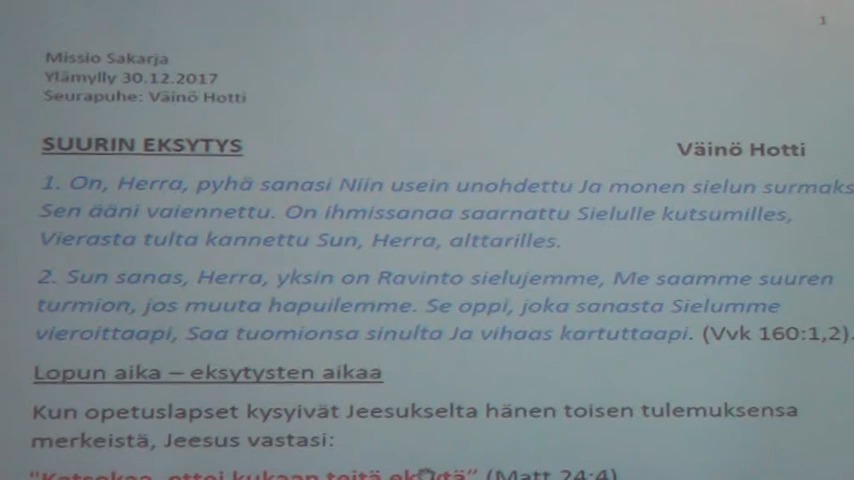 1
Missio Sakarja
Ylämylly 30.12.2017
Seurapuhe: Väinö Hotti
SUURIN EKSYTYS Väinö Hotti
1. On, Herra, pyhä sanasi Niin usein unohdettu Ja monen sielun surmaks
Sen ääni vaiennettu. On ihmissanaa saarnattu Sielulle kutsumilles,
Vierasta tulta kannettu Sun, Herra, alttarilles.
2. Sun sanas, Herra, yksin on Ravinto sielujemme, Me saamme suuren
turmion, jos muuta hapuilemme. Se oppi, joka sanasta Sielumme
vieroittaapi, Saa tuomionsa sinulta Ja vihaas kartuttaapi. (Vvk 160:1,2).
Lopun aika – eksytysten aikaa
Kun opetuslapset kysyivät Jeesukselta hänen toisen tulemuksensa
merkeistä, Jeesus vastasi:
"Katsokaa, ettei kukaan teitä (Matt 24:4)